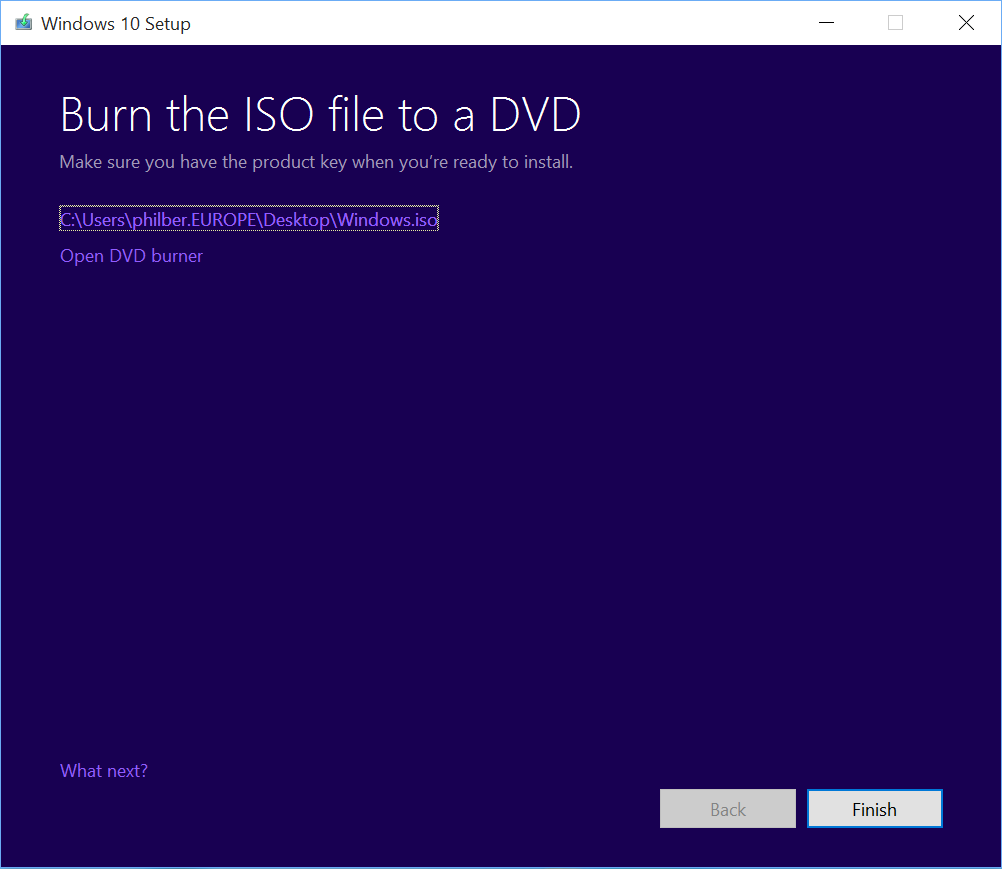 Windows 10 Setup
Burn the ISO file to a DVD
Make sure you have the product key when you’re ready to install.
C:\Users\philber.EUROPE\Desktop\Windows.iso
Open DVD burner
What next?
Back
Finish